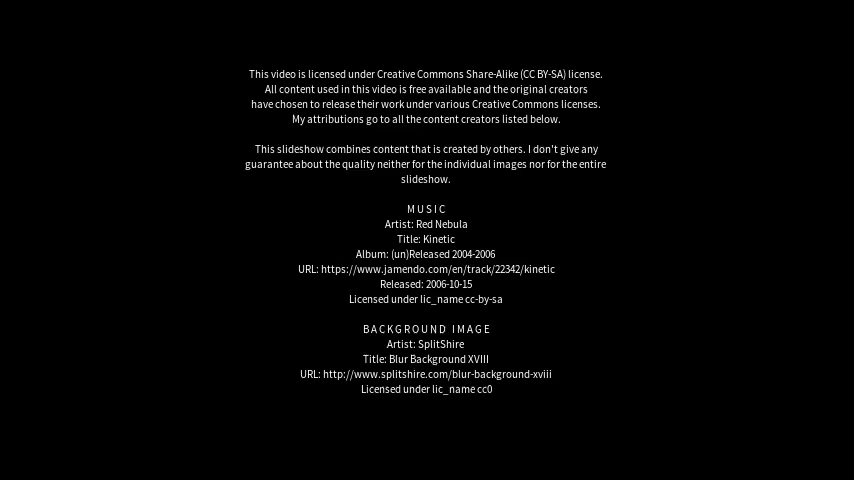 This video is licensed under Creative Commons Share-Alike (CC BY-SA) license.
All content used in this video is free available and the original creators
have chosen to release their work under various Creative Commons licenses.
My attributions go to all the content creators listed below.
This slideshow combines content that is created by others. I don't give any
guarantee about the quality neither for the individual images nor for the entire
slideshow.
MUSIC
Artist: Red Nebula
Title: Kinetic
Album: (un)Released 2004-2006
URL: https://www.jamendo.com/en/track/22342/kinetic
Released: 2006-10-15
Licensed under lic_name cc-by-sa
BACKGROUND IMAGE
Artist: SplitShire
Title: Blur Background XVIII
URL: http://www.splitshire.com/blur-background-xviii
Licensed under lic_name cc0